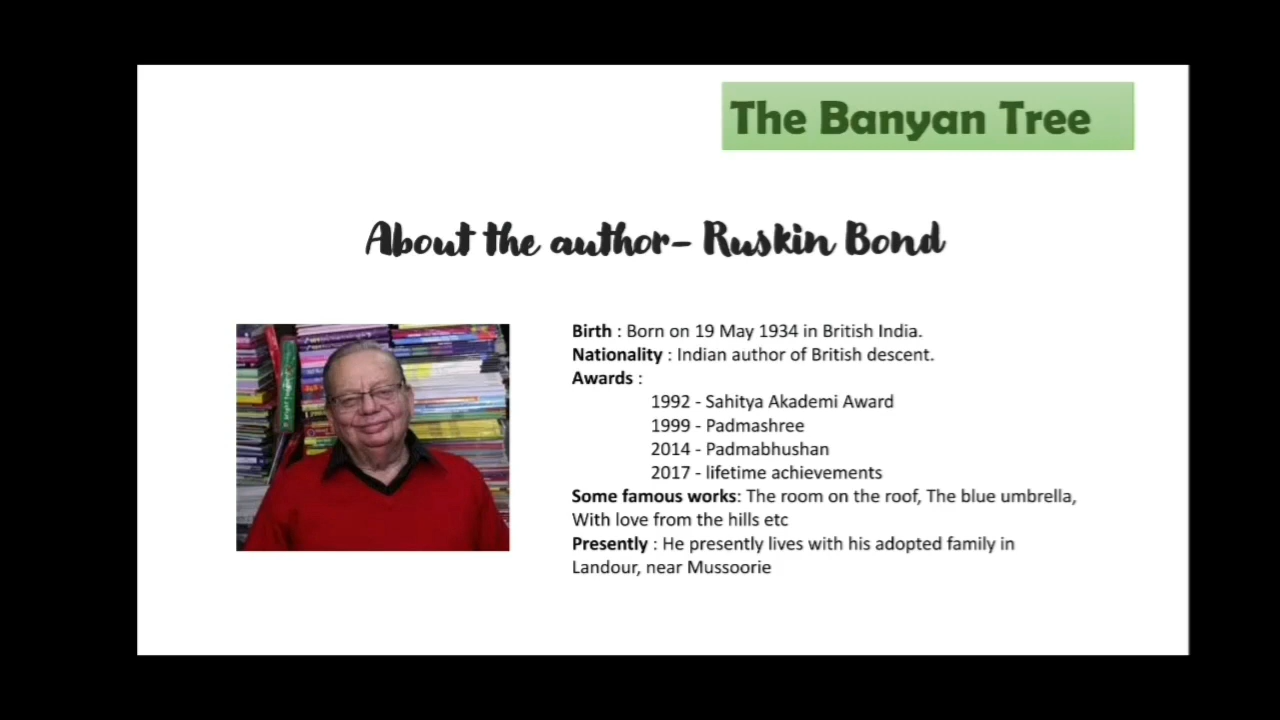 The Banyan Tree
About the author- Ruskin Bond
Birth : Born on 19 May 1934 in British India.
Nationality : Indian author of British descent.
Awards :
1992 - Sahitya Akademi Award
1999 - Padmashree
2014 - Padmabhushan
2017 - lifetime achievements
Some famous works: The room on the roof, The blue umbrella,
With love from the hills etc
Presently : He presently lives with his adopted family in
Landour, near Mussoorie